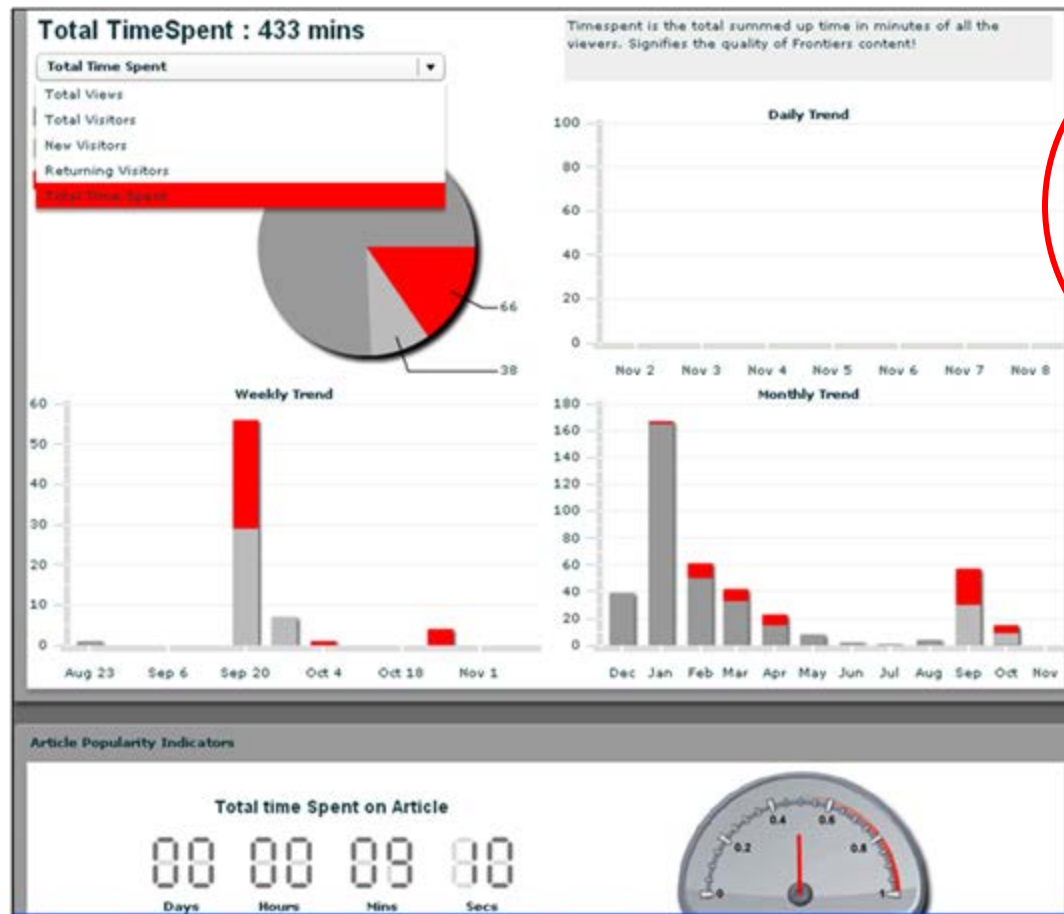 Total TimeSpent : 433 mins
Timespent is the total summed up time in minutes of all the
viewers. Signifies the quality of Frontiers content!
Total Time Spent
Total Views
Total Visitors
New Visitors
Returning Visitors
Total Time Spent
66
38
Daily Trend
100
80
60
40
20
0
Nov 2 Nov 3 Nov 4 Nov 5 Nov 6 Nov 7 Nov 8
Weekly Trend
60
50
40
30
20
10
0
Aug 23 Sep 6 Sep 20 Oct 4 Oct 18 Nov 1
Monthly Trend
180
160
140
120
100
80
60
40
20
0
Dec Jan Feb Mar Apr May Jun Jul Aug Sep Oct Nov
Article Popularity Indicators
Total time Spent on Article
00 00 09 10
Days Hours Mins Secs
0 0.2 0.4 0.6 0.8 1